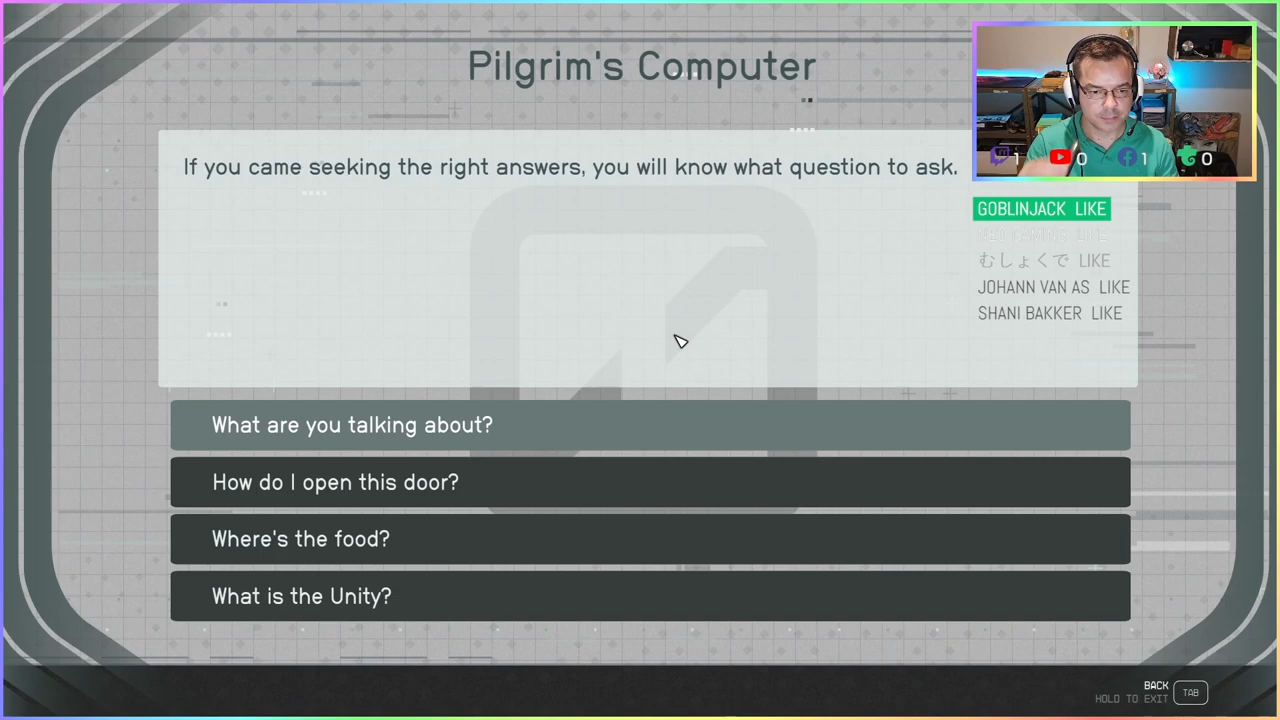 Pilgrim's Computer
If you came seeking the right answers, you will know what question to ask.
1
0
1
0
GOBLINJACK LIKE
NEO GAMING LIKE
むしょくで LIKE
JOHANN VAN AS LIKE
SHANI BAKKER LIKE
What are you talking about?
How do I open this door?
Where's the food?
What is the Unity?
BACK
HOLD TO EXIT
TAB